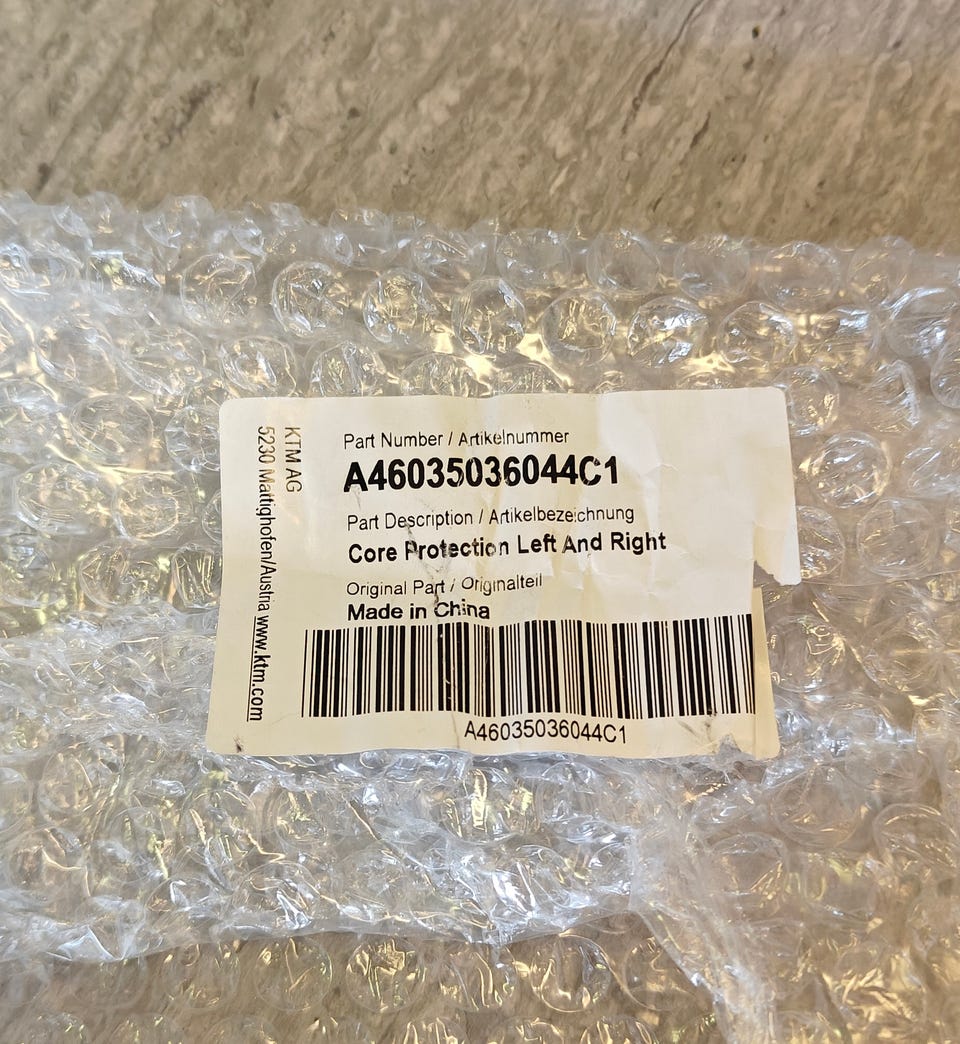 KTM AG
5230 Mattighofen/Austria www.ktm.com
Part Number / Artikelnummer
A46035036044C1
Part Description / Artikelbezeichnung
Core Protection Left And Right
Original Part / Originalteil
Made in China
A46035036044C1